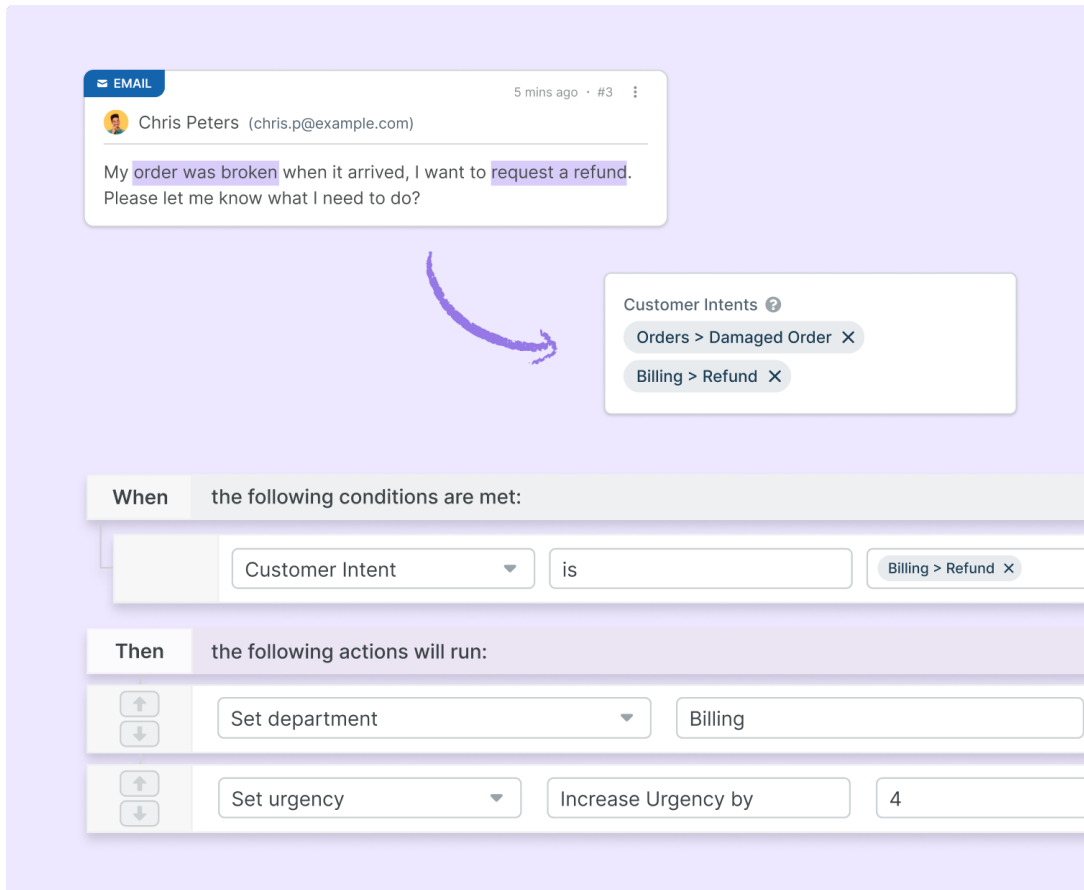 EMAIL
5 mins ago · #3
Chris Peters (chris.p@example.com)
My order was broken when it arrived, I want to request a refund.
Please let me know what I need to do?
Customer Intents ?
Orders > Damaged Order ✕
Billing > Refund ✕
When the following conditions are met:
Customer Intent is Billing > Refund ✕
Then the following actions will run:
Set department Billing
Set urgency Increase Urgency by 4